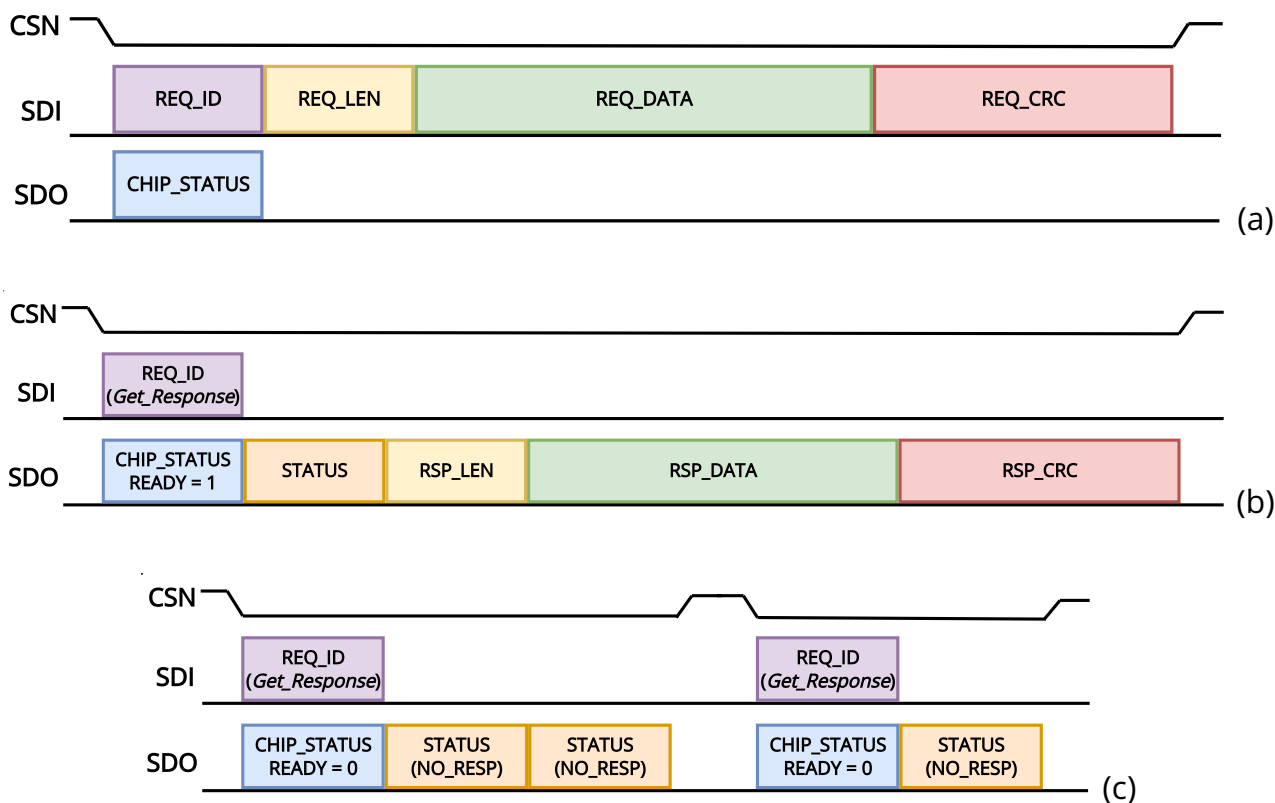 CSN
SDI REQ_ID REQ_LEN REQ_DATA REQ_CRC
SDO CHIP_STATUS
(a)
CSN
SDI REQ_ID
(Get_Response)
SDO CHIP_STATUS
READY = 1 STATUS RSP_LEN RSP_DATA RSP_CRC
(b)
CSN
SDI REQ_ID
(Get_Response) REQ_ID
(Get_Response)
SDO CHIP_STATUS
READY = 0 STATUS
(NO_RESP) STATUS
(NO_RESP) CHIP_STATUS
READY = 0 STATUS
(NO_RESP)
(c)